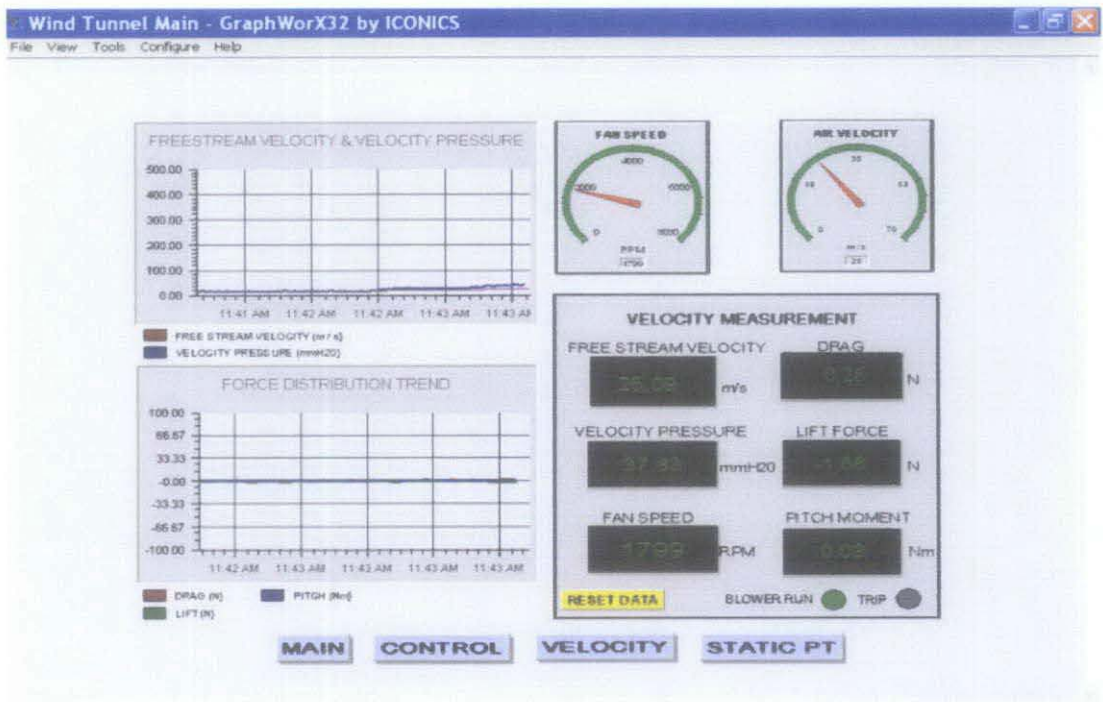 Wind Tunnel Main - GraphWorX32 by ICONICS
File View Tools Configure Help
FREESTREAM VELOCITY & VELOCITY PRESSURE
500.00
400.00
300.00
200.00
100.00
0.00
11:41 AM 11:42 AM 11:42 AM 11:43 AM 11:43 AM
FREE STREAM VELOCITY (m/s)
VELOCITY PRESSURE (mmH20)
FAN SPEED
4000
2000 6000
0 8000
RPM
1799
AIR VELOCITY
0 70
m/s
VELOCITY MEASUREMENT
FREE STREAM VELOCITY DRAG
m/s N
VELOCITY PRESSURE LIFT FORCE
mmH20 N
FAN SPEED PITCH MOMENT
1799 RPM Nm
RESET DATA BLOWER RUN TRIP
FORCE DISTRIBUTION TREND
100.00
66.67
33.33
-0.00
-33.33
-66.67
-100.00
11:42 AM 11:43 AM 11:43 AM 11:43 AM 11:43 AM
DRAG (N) PITCH (Nm)
LIFT (N)
MAIN CONTROL VELOCITY STATIC PT